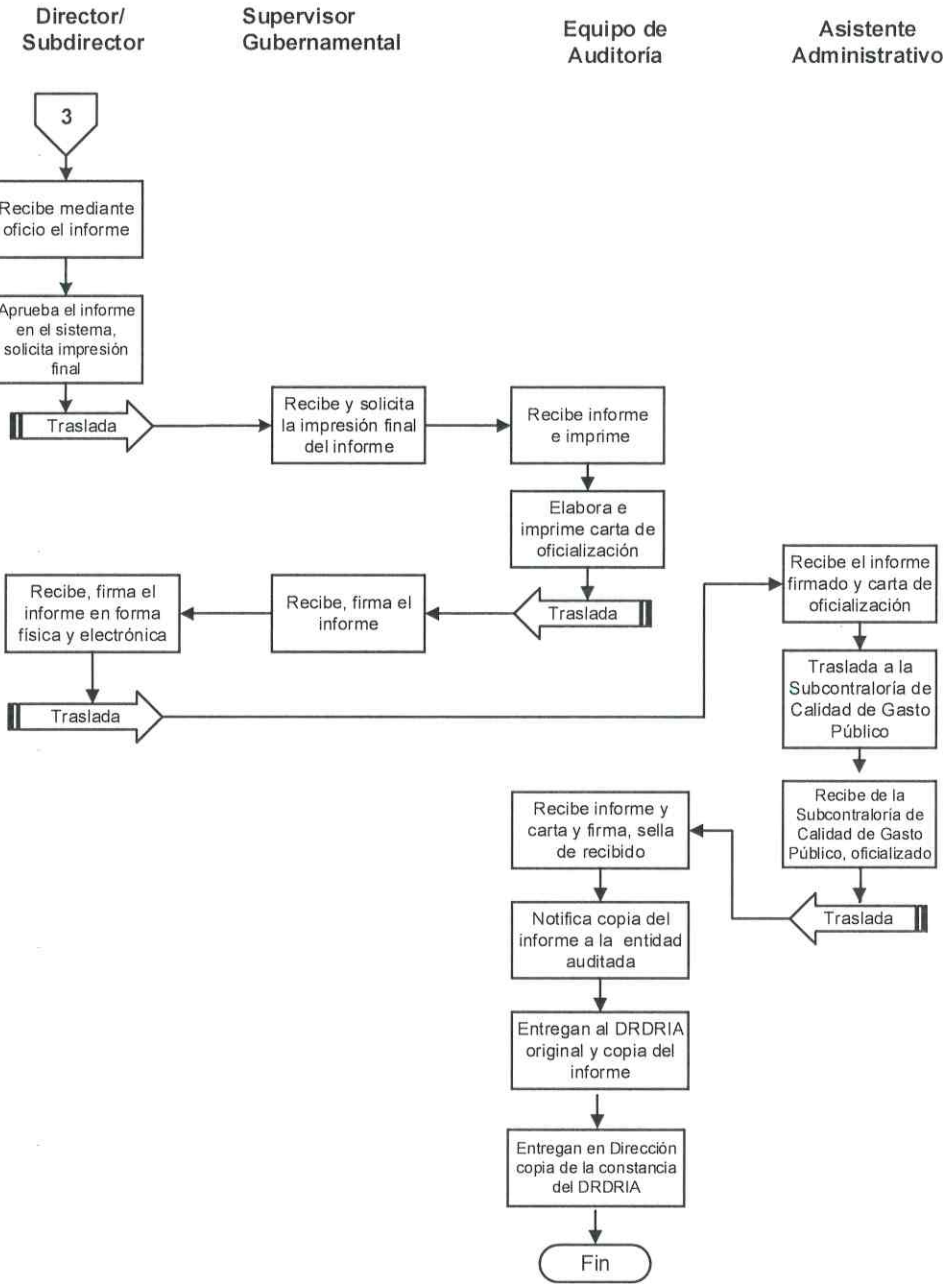 Director/
Subdirector
Supervisor
Gubernamental
Equipo de
Auditoría
Asistente
Administrativo
3
Recibe mediante
oficio el informe
Aprueba el informe
en el sistema,
solicita impresión
final
Traslada
Recibe y solicita
la impresión final
del informe
Recibe informe
e imprime
Elabora e
imprime carta de
oficialización
Traslada
Recibe, firma el
informe
Recibe, firma el
informe en forma
física y electrónica
Traslada
Recibe el informe
firmado y carta de
oficialización
Traslada a la
Subcontraloría de
Calidad de Gasto
Público
Recibe de la
Subcontraloría de
Calidad de Gasto
Público, oficializado
Traslada
Recibe informe y
carta y firma, sella
de recibido
Notifica copia del
informe a la entidad
auditada
Entregan al DRDRIA
original y copia del
informe
Entregan en Dirección
copia de la constancia
del DRDRIA
Fin